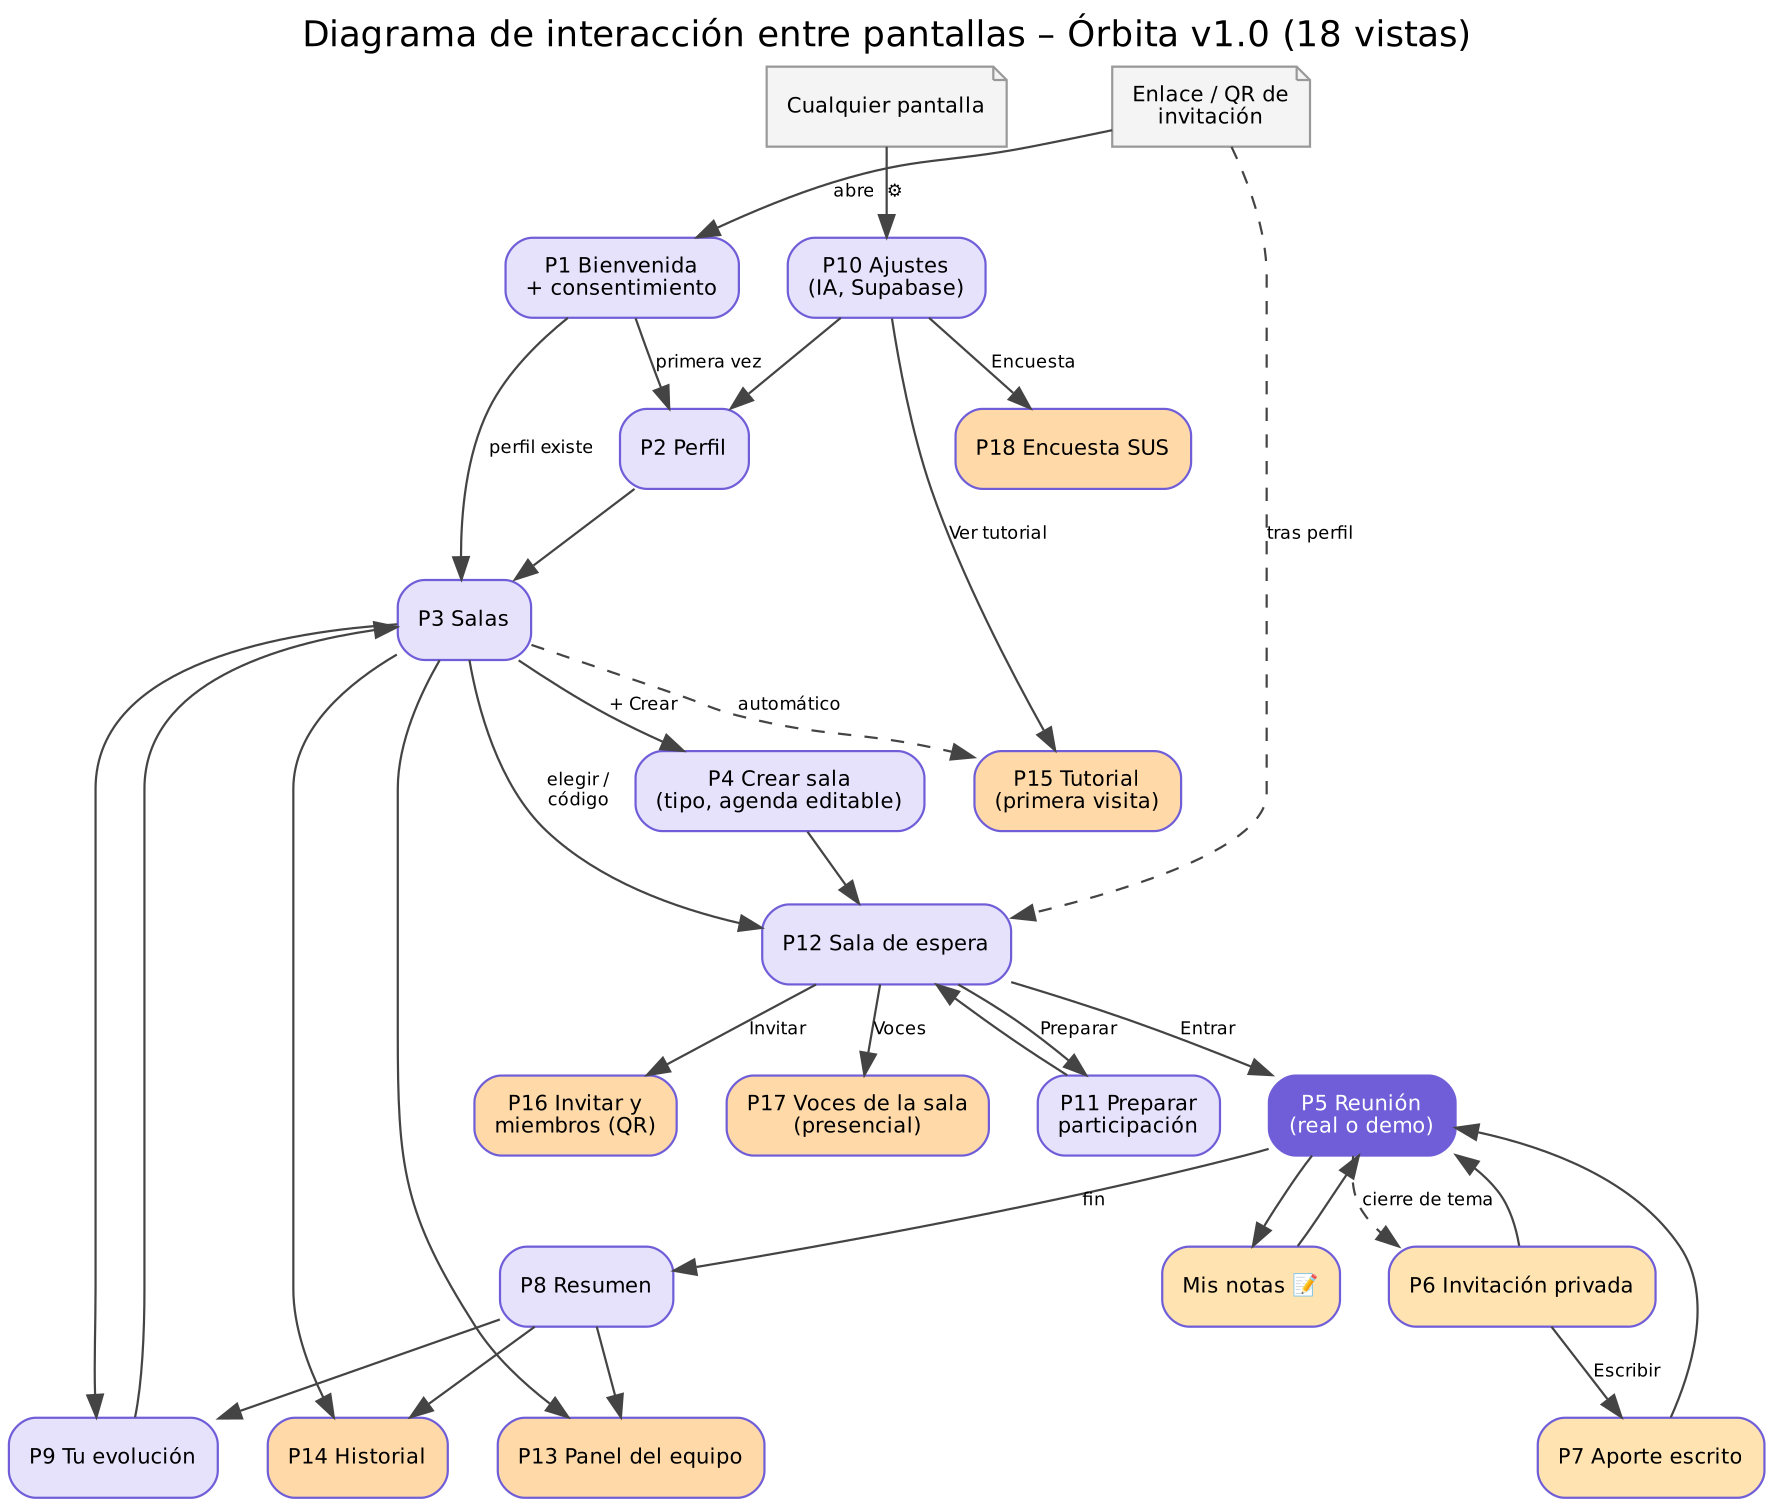 Diagrama de interacción entre pantallas – Órbita v1.0 (18 vistas)
Cualquier pantalla
Enlace / QR de
invitación
abre
⚙
P1 Bienvenida
+ consentimiento
P10 Ajustes
(IA, Supabase)
primera vez
Encuesta
perfil existe
P2 Perfil
P18 Encuesta SUS
Ver tutorial
tras perfil
P3 Salas
+ Crear
automático
elegir /
código
P4 Crear sala
(tipo, agenda editable)
P15 Tutorial
(primera visita)
P12 Sala de espera
Invitar
Voces
Preparar
Entrar
P16 Invitar y
miembros (QR)
P17 Voces de la sala
(presencial)
P11 Preparar
participación
P5 Reunión
(real o demo)
fin
cierre de tema
P8 Resumen
Mis notas 📝
P6 Invitación privada
Escribir
P9 Tu evolución
P14 Historial
P13 Panel del equipo
P7 Aporte escrito